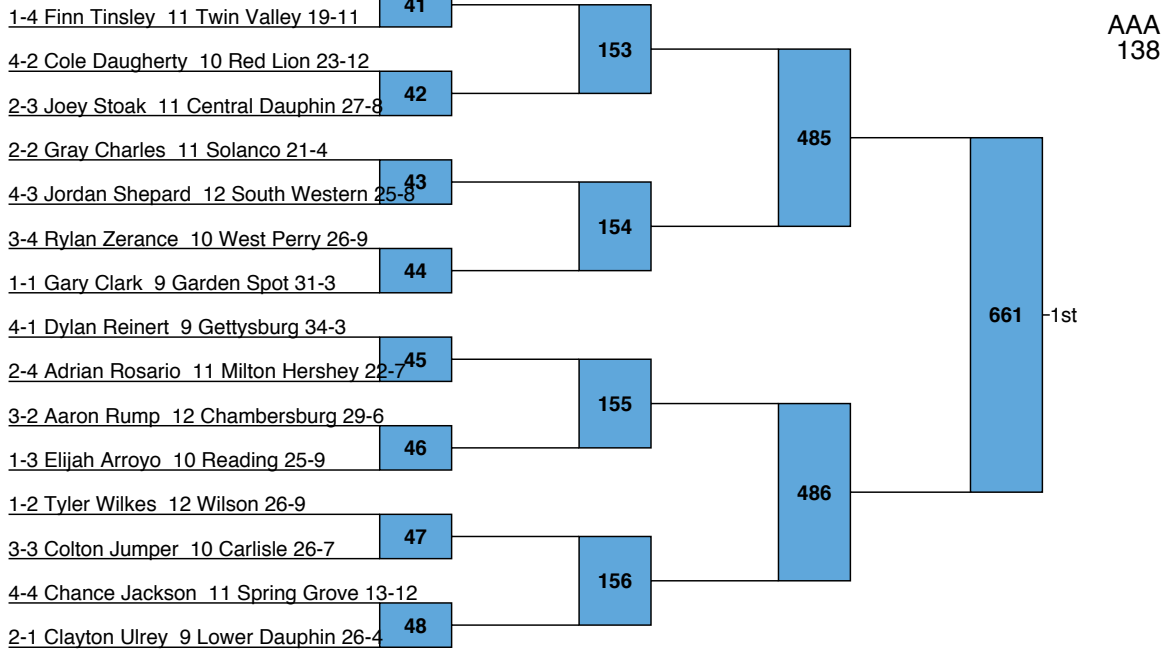 41
1-4 Finn Tinsley 11 Twin Valley 19-11
AAA
138
153
4-2 Cole Daugherty 10 Red Lion 23-12
42
2-3 Joey Stoak 11 Central Dauphin 27-8
485
2-2 Gray Charles 11 Solanco 21-4
43
4-3 Jordan Shepard 12 South Western 25-8
154
3-4 Rylan Zerance 10 West Perry 26-9
44
1-1 Gary Clark 9 Garden Spot 31-3
661
1st
4-1 Dylan Reinert 9 Gettysburg 34-3
45
2-4 Adrian Rosario 11 Milton Hershey 22-7
155
3-2 Aaron Rump 12 Chambersburg 29-6
46
1-3 Elijah Arroyo 10 Reading 25-9
486
1-2 Tyler Wilkes 12 Wilson 26-9
47
3-3 Colton Jumper 10 Carlisle 26-7
156
4-4 Chance Jackson 11 Spring Grove 13-12
48
2-1 Clayton Ulrey 9 Lower Dauphin 26-4